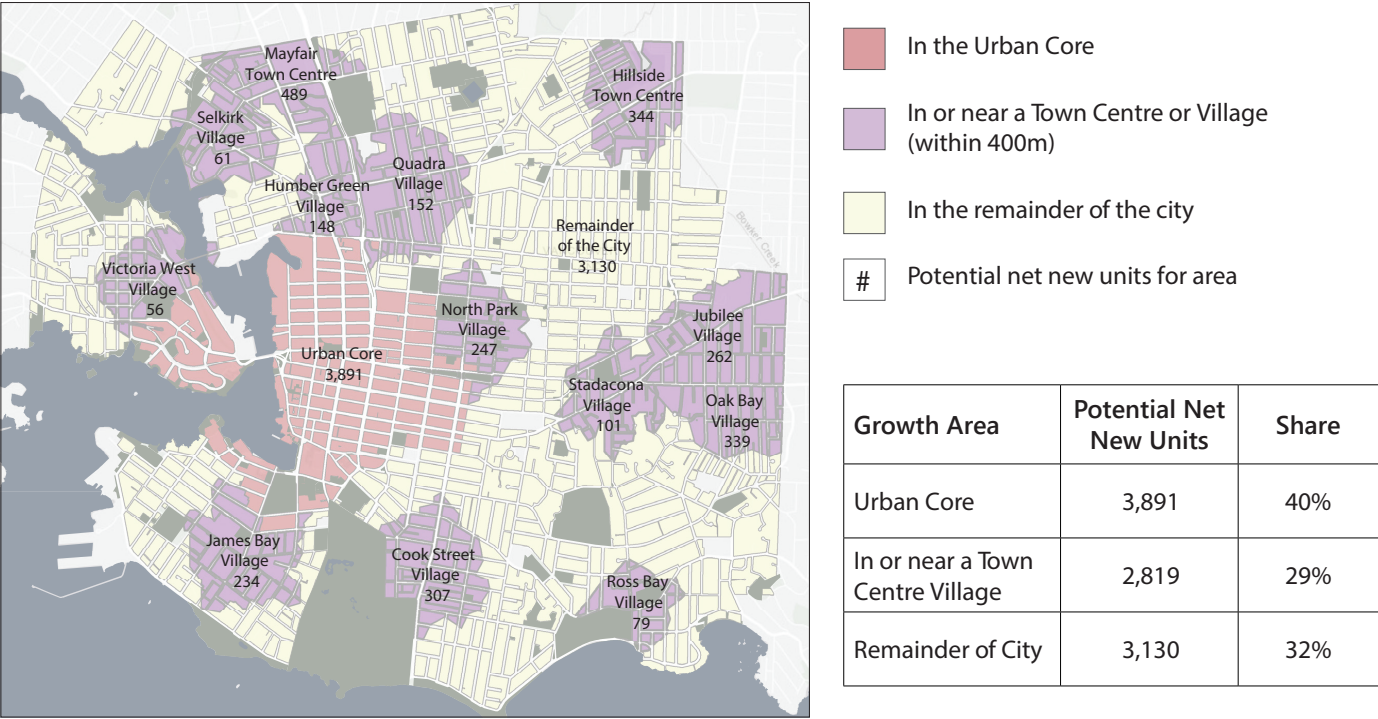 Mayfair
Town Centre
489
Hillside
Town Centre
344
Selkirk
Village
61
Quadra
Village
152
Humber Green
Village
148
Remainder
of the City
3,130
Bowker Creek
Victoria West
Village
56
North Park
Village
247
Jubilee
Village
262
Urban Core
3,891
Stadacona
Village
101
Oak Bay
Village
339
James Bay
Village
234
Cook Street
Village
307
Ross Bay
Village
79
In the Urban Core
In or near a Town Centre or Village
(within 400m)
In the remainder of the city
# Potential net new units for area
Growth Area Potential Net New Units Share
Urban Core 3,891 40%
In or near a Town Centre Village 2,819 29%
Remainder of City 3,130 32%